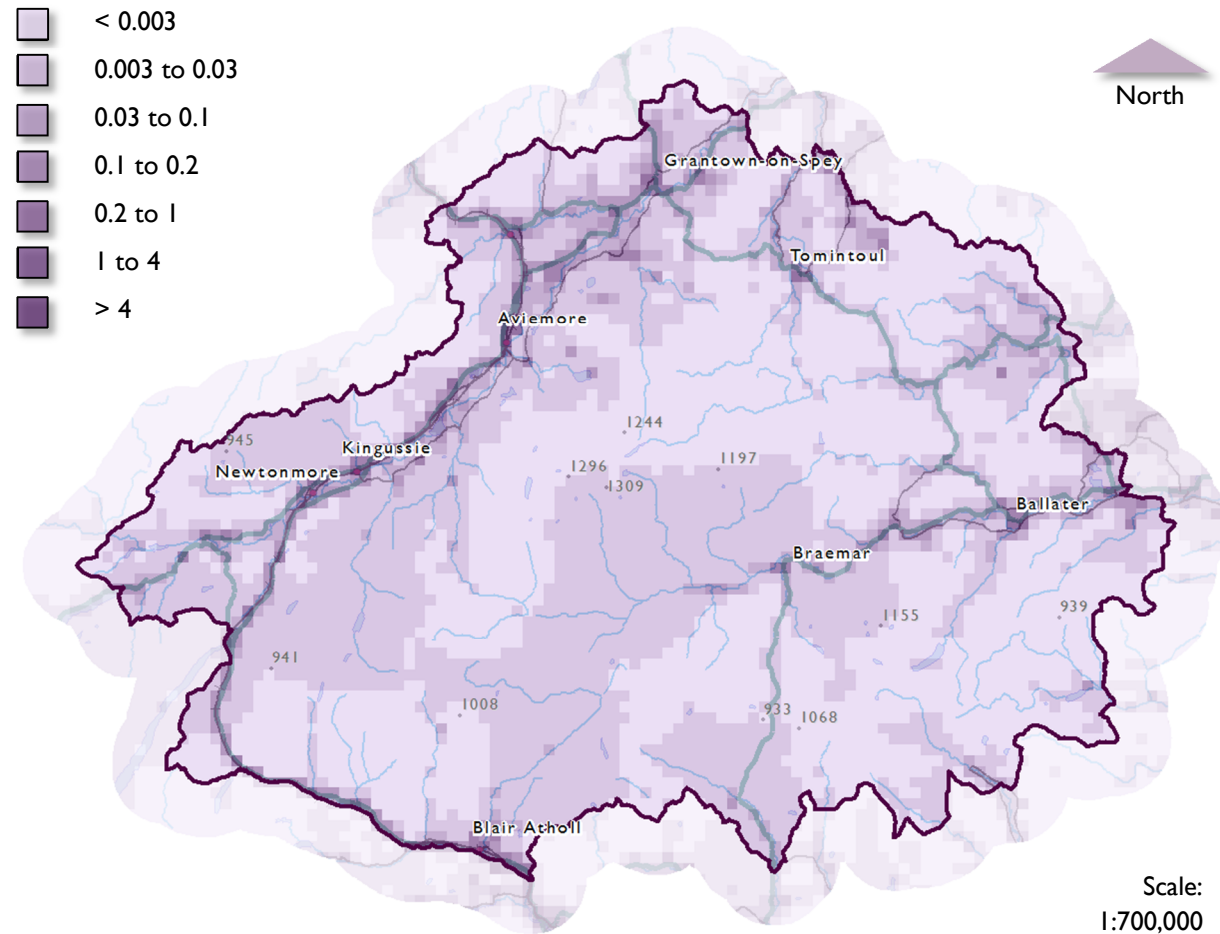 < 0.003
0.003 to 0.03
0.03 to 0.1
0.1 to 0.2
0.2 to 1
1 to 4
> 4
North
Grantown-on-Spey
Tomintoul
Aviemore
1244
945
Kingussie
1296
1197
Newtonmore
1309
Ballater
Braemar
1155
939
941
1008
933
1068
Blair Atholl
Scale:
1:700,000